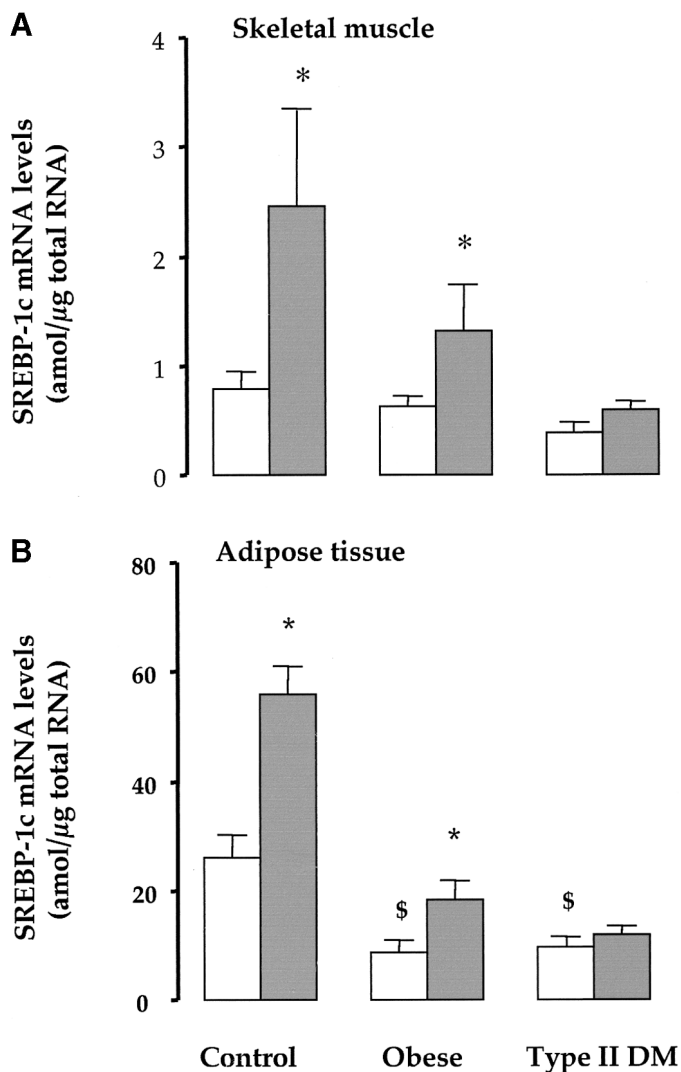 A
Skeletal muscle
SREBP-1c mRNA levels
(amol/µg total RNA)
4
3
2
1
0
*
*
B
Adipose tissue
SREBP-1c mRNA levels
(amol/µg total RNA)
80
60
40
20
0
*
$
*
$
Control Obese Type II DM